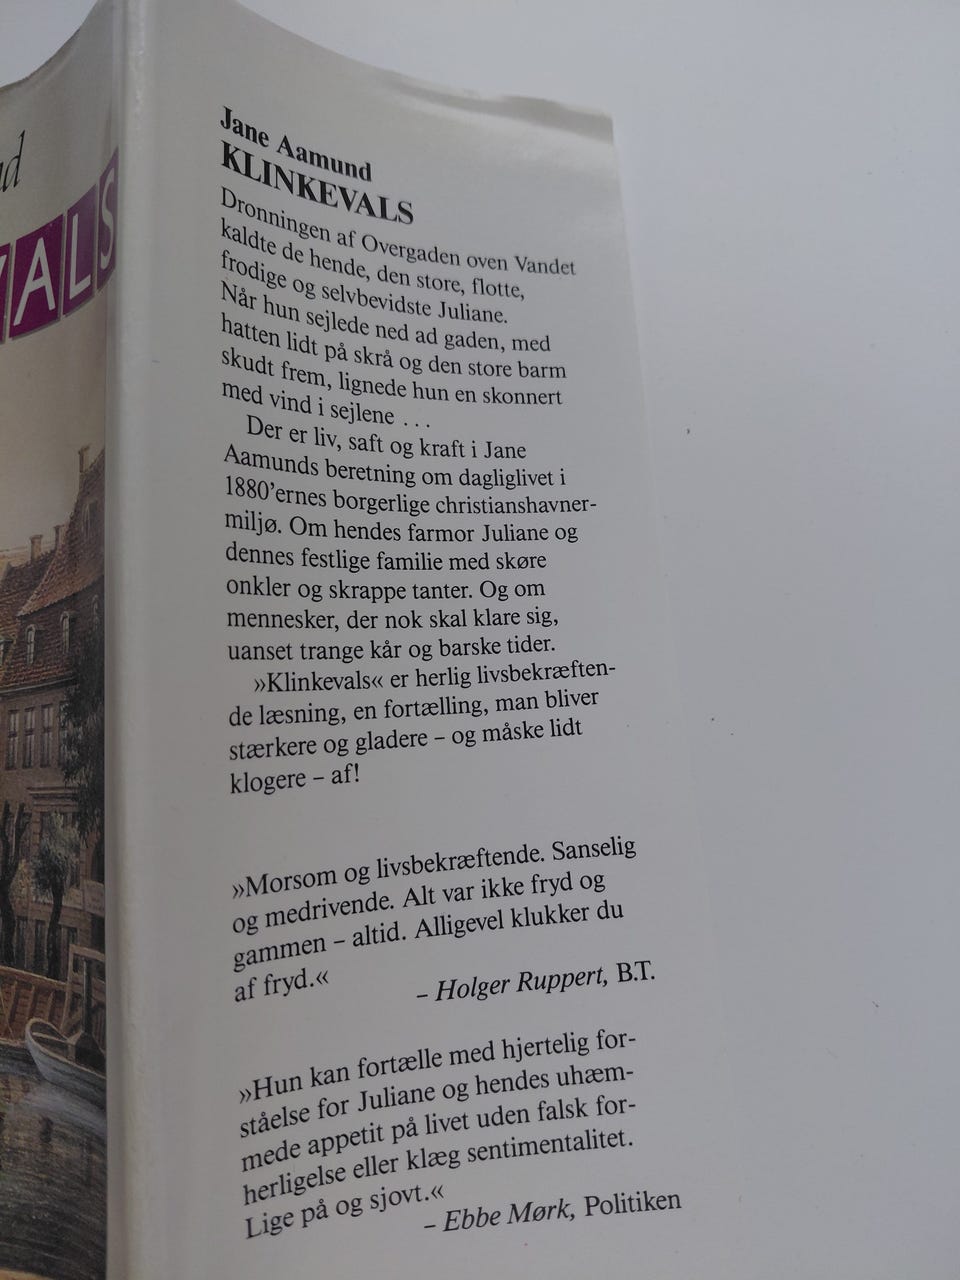 Jane Aamund
KLINKEVALS
Dronningen af Overgaden oven Vandet
kaldte de hende, den store, flotte,
frodige og selvbevidste Juliane.
Når hun sejlede ned ad gaden, med
hatten lidt på skrå og den store barm
skudt frem, lignede hun en skonnert
med vind i sejlene . . .
Der er liv, saft og kraft i Jane
Aamunds beretning om dagliglivet i
1880’ernes borgerlige christianshavner-
miljø. Om hendes farmor Juliane og
dennes festlige familie med skøre
onkler og skrappe tanter. Og om
mennesker, der nok skal klare sig,
uanset trange kår og barske tider.
»Klinkevals« er herlig livsbekræften-
de læsning, en fortælling, man bliver
stærkere og gladere – og måske lidt
klogere – af!
»Morsom og livsbekræftende. Sanselig
og medrivende. Alt var ikke fryd og
gammen – altid. Alligevel klukker du
af fryd.«
– Holger Ruppert, B.T.
»Hun kan fortælle med hjertelig for-
ståelse for Juliane og hendes uhæm-
mede appetit på livet uden falsk for-
herligelse eller klæg sentimentalitet.
Lige på og sjovt.«
– Ebbe Mørk, Politiken